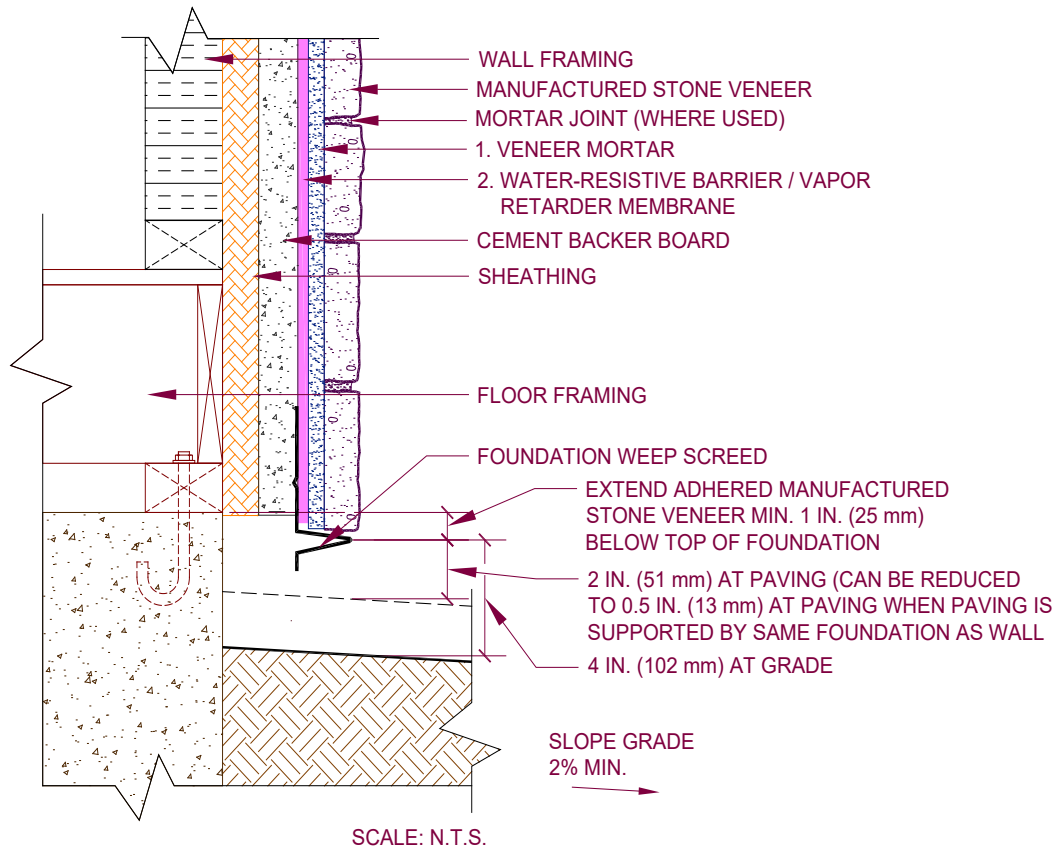 WALL FRAMING
MANUFACTURED STONE VENEER
MORTAR JOINT (WHERE USED)
1. VENEER MORTAR
2. WATER-RESISTIVE BARRIER / VAPOR
RETARDER MEMBRANE
CEMENT BACKER BOARD
SHEATHING
FLOOR FRAMING
FOUNDATION WEEP SCREED
EXTEND ADHERED MANUFACTURED
STONE VENEER MIN. 1 IN. (25 mm)
BELOW TOP OF FOUNDATION
2 IN. (51 mm) AT PAVING (CAN BE REDUCED
TO 0.5 IN. (13 mm) AT PAVING WHEN PAVING IS
SUPPORTED BY SAME FOUNDATION AS WALL
4 IN. (102 mm) AT GRADE
SLOPE GRADE
2% MIN.
SCALE: N.T.S.